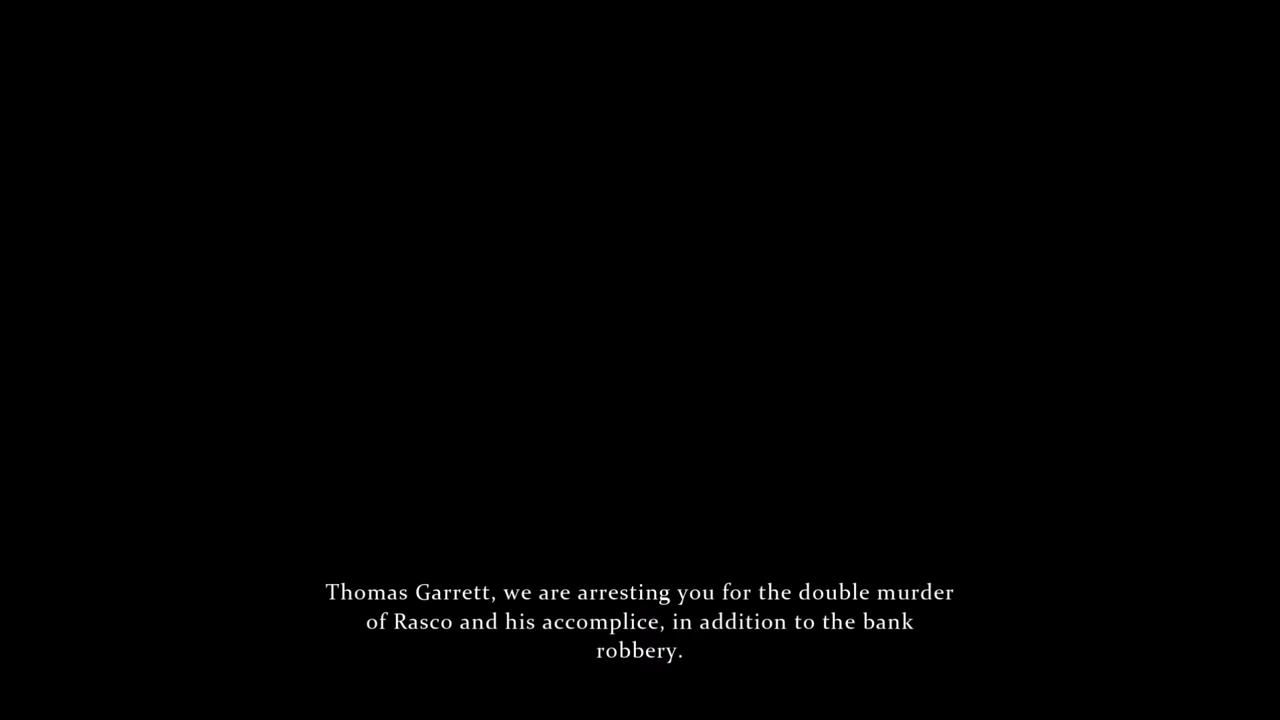 Thomas Garrett, we are arresting you for the double murder
of Rasco and his accomplice, in addition to the bank
robbery.